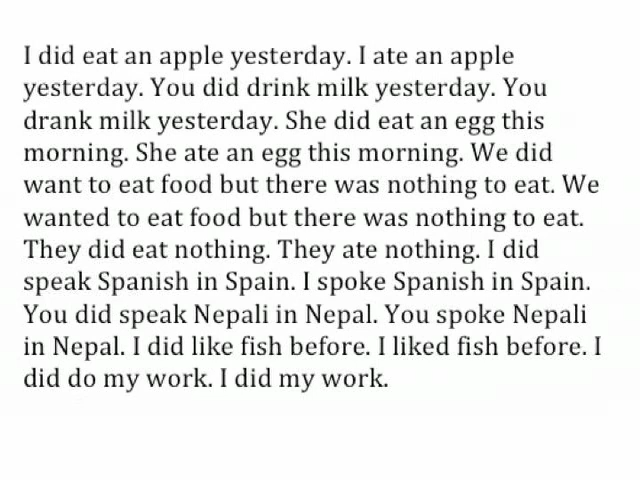 I did eat an apple yesterday. I ate an apple
yesterday. You did drink milk yesterday. You
drank milk yesterday. She did eat an egg this
morning. She ate an egg this morning. We did
want to eat food but there was nothing to eat. We
wanted to eat food but there was nothing to eat.
They did eat nothing. They ate nothing. I did
speak Spanish in Spain. I spoke Spanish in Spain.
You did speak Nepali in Nepal. You spoke Nepali
in Nepal. I did like fish before. I liked fish before. I
did do my work. I did my work.